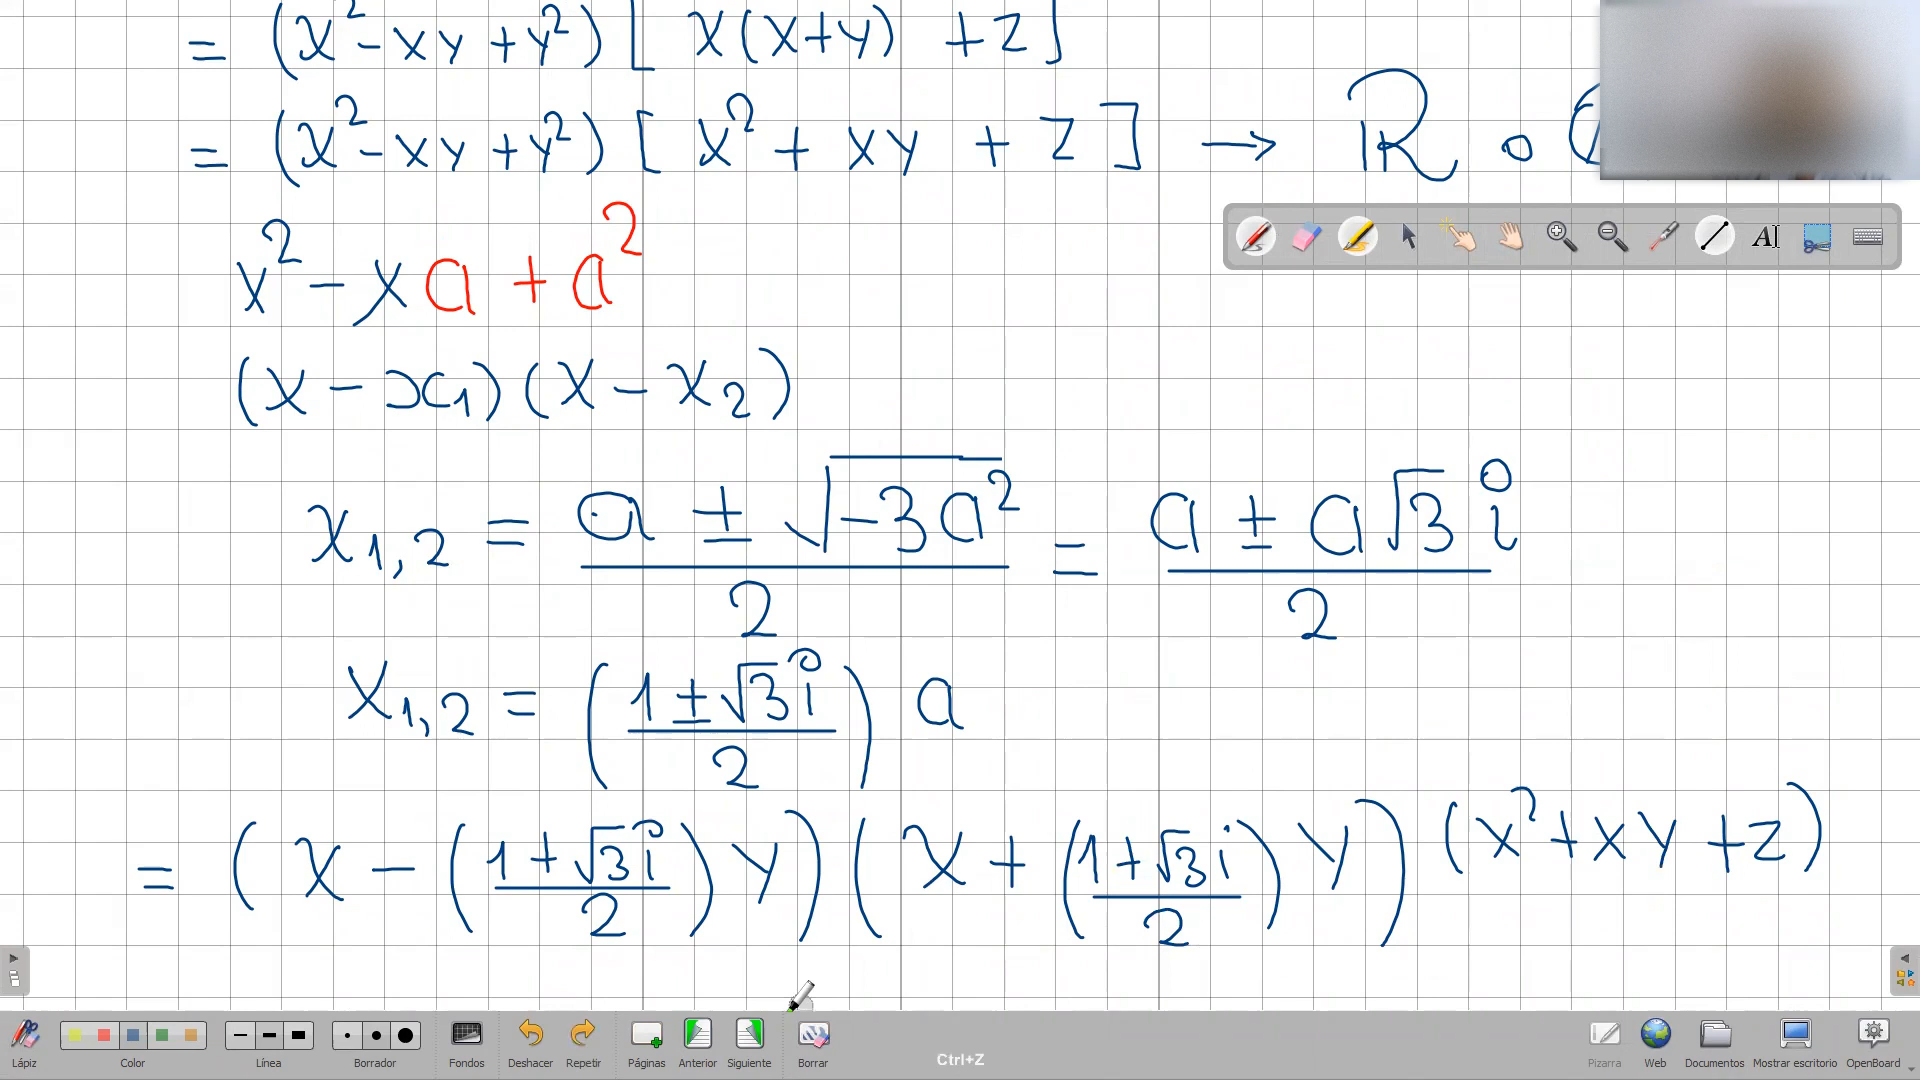 = (x² - xy + y²) [ x(x+y) + z ]
= (x² - xy + y²) [ x² + xy + z ] → ℝ o
x² - xa + a²
(x - x₁)(x - x₂)
x₁,₂ = (a ± √(-3a²))/2 = (a ± a√3 i)/2
x₁,₂ = ((1 ± √3 i)/2) a
= (x - ((1 + √3 i)/2) y)(x + ((1 + √3 i)/2) y)(x² + xy + z)
Lápiz Color Línea Borrador Fondos Deshacer Repetir Páginas Anterior Siguiente Borrar Ctrl+Z Pizarra Web Documentos Mostrar escritorio OpenBoard